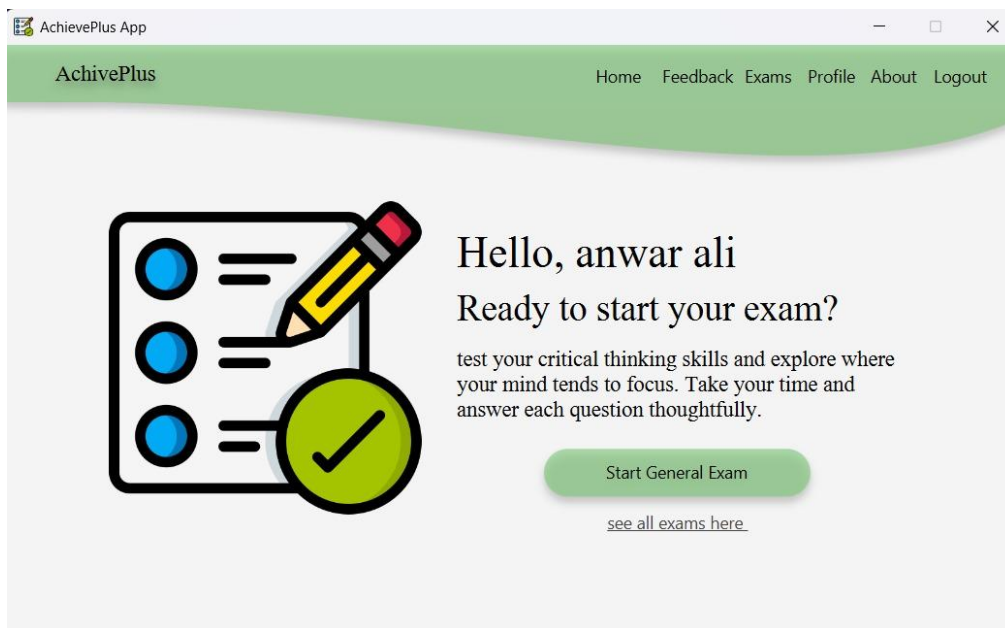 AchievePlus App
AchivePlus
Home Feedback Exams Profile About Logout
Hello, anwar ali
Ready to start your exam?
test your critical thinking skills and explore where
your mind tends to focus. Take your time and
answer each question thoughtfully.
Start General Exam
see all exams here